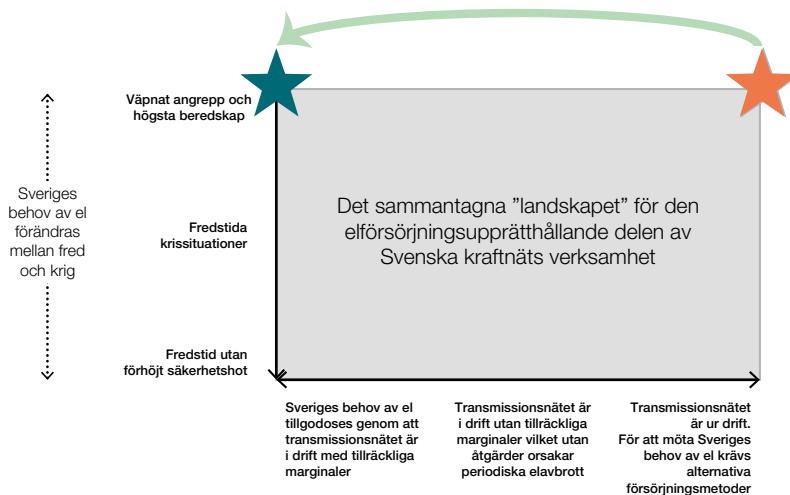 Väpnat angrepp och
högsta beredskap
Sveriges
behov av el
förändras
mellan fred
och krig
Fredstida
krissituationer
Det sammantagna ”landskapet” för den
elförsörjningsupprätthållande delen av
Svenska kraftnäts verksamhet
Fredstid utan
förhöjt säkerhetshot
Sveriges behov av el
tillgodoses genom att
transmissionsnätet är
i drift med tillräckliga
marginaler
Transmissionsnätet är
i drift utan tillräckliga
marginaler vilket utan
åtgärder orsakar
periodiska elavbrott
Transmissionsnätet
är ur drift.
För att möta Sveriges
behov av el krävs
alternativa
försörjningsmetoder